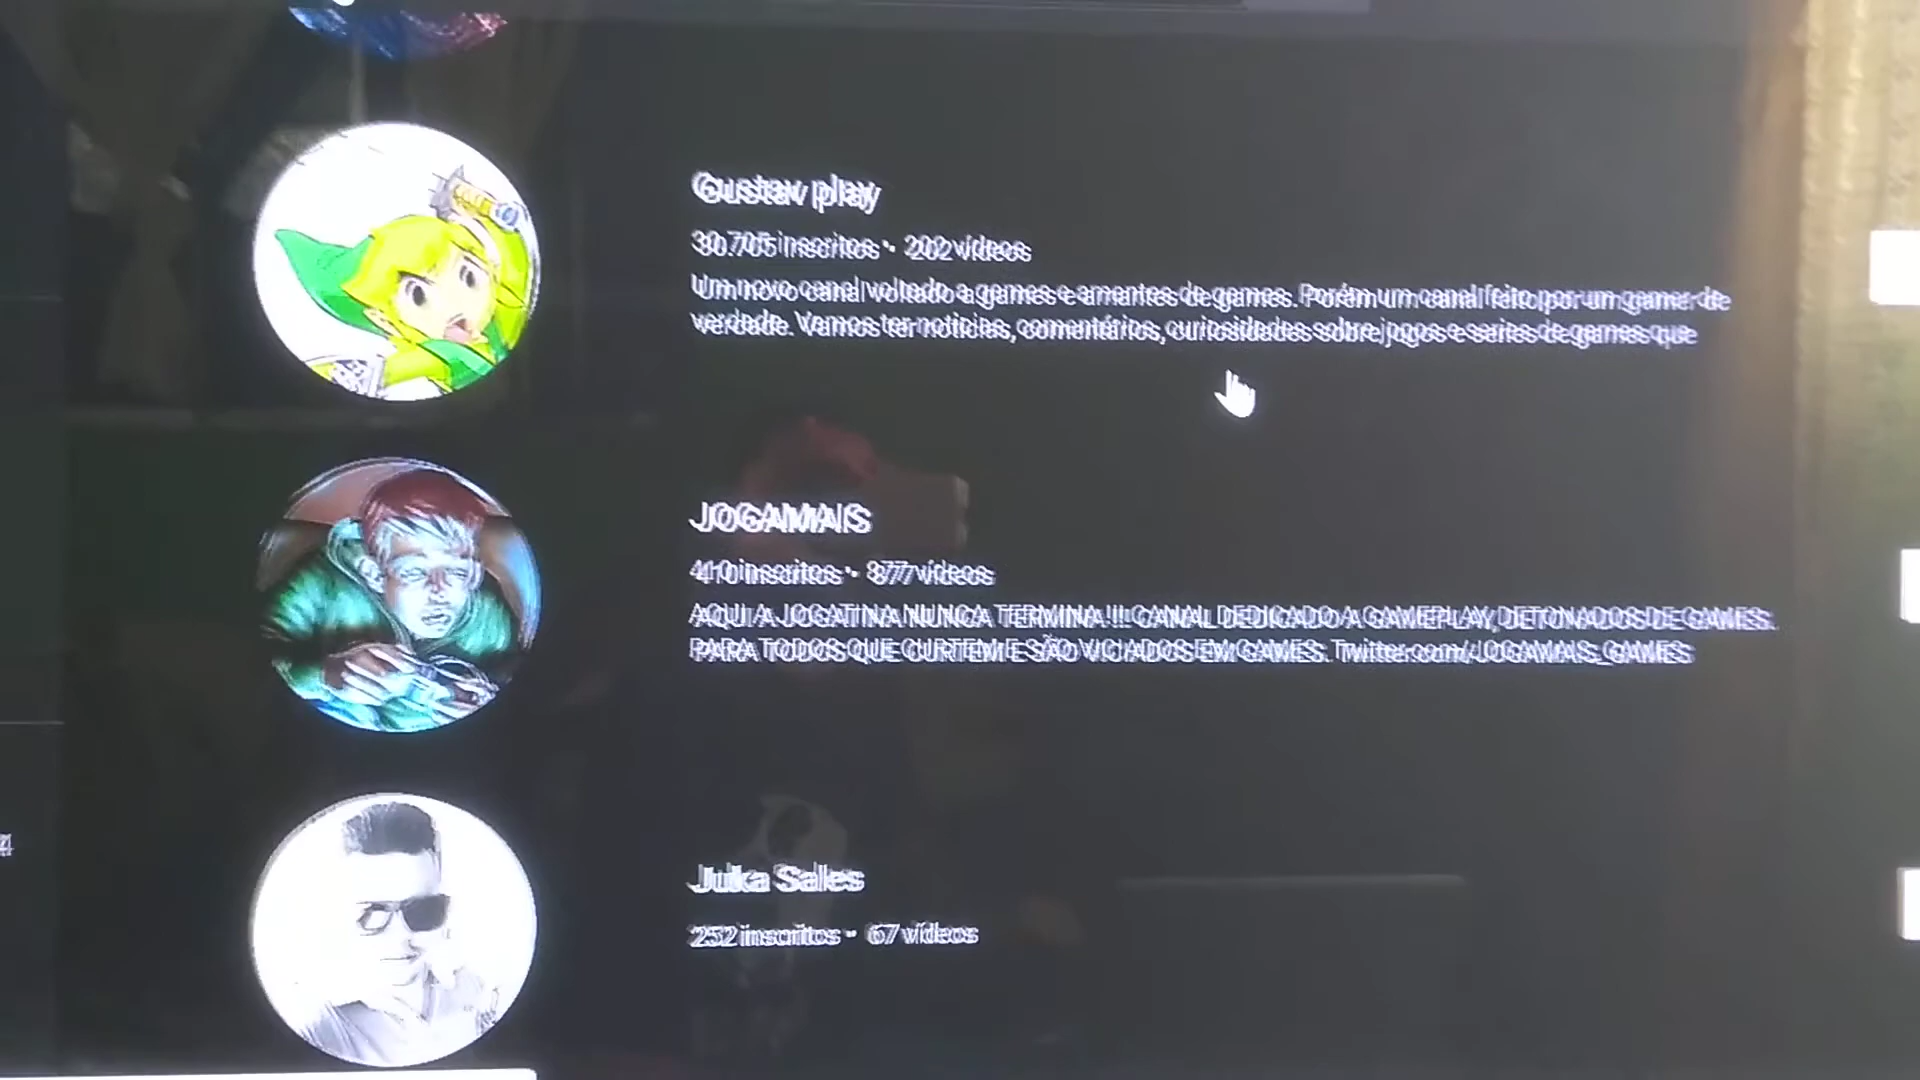 Gustav play
30.705 inscritos • 202 vídeos
Um novo canal voltado a games e amantes de games. Porém um canal feito por um gamer de
verdade. Vamos ter noticias, comentários, curiosidades sobre jogos e series de games que
JOGAMAIS
410 inscritos • 877 vídeos
AQUI A JOGATINA NUNCA TERMINA !!! CANAL DEDICADO A GAMEPLAY, DETONADOS DE GAMES.
PARA TODOS QUE CURTEM E SÃO VICIADOS EM GAMES. Twitter.com/JOGAMAIS_GAMES
Juka Sales
252 inscritos • 67 vídeos